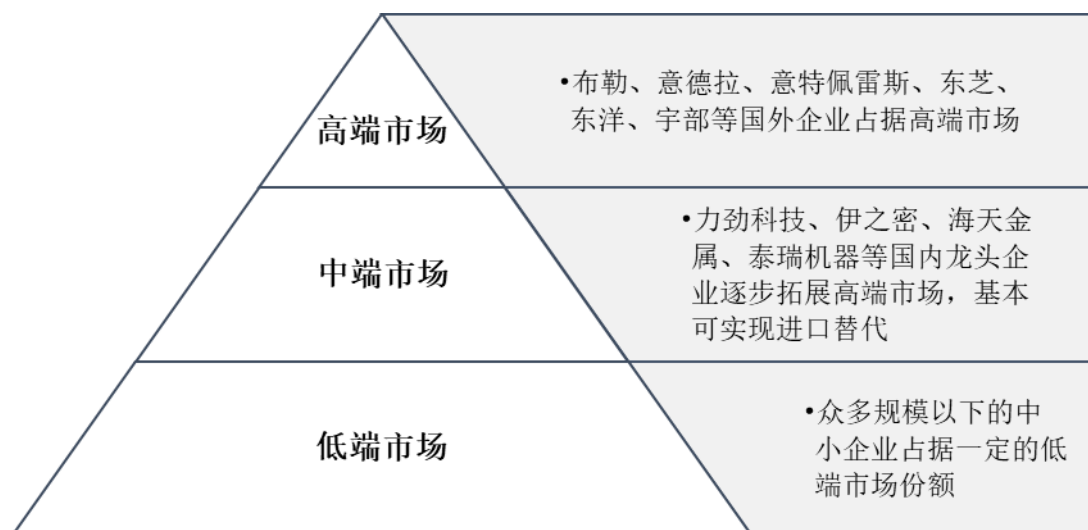 高端市场
•布勒、意德拉、意特佩雷斯、东芝、
东洋、宇部等国外企业占据高端市场
中端市场
•力劲科技、伊之密、海天金
属、泰瑞机器等国内龙头企
业逐步拓展高端市场，基本
可实现进口替代
低端市场
•众多规模以下的中
小企业占据一定的低
端市场份额